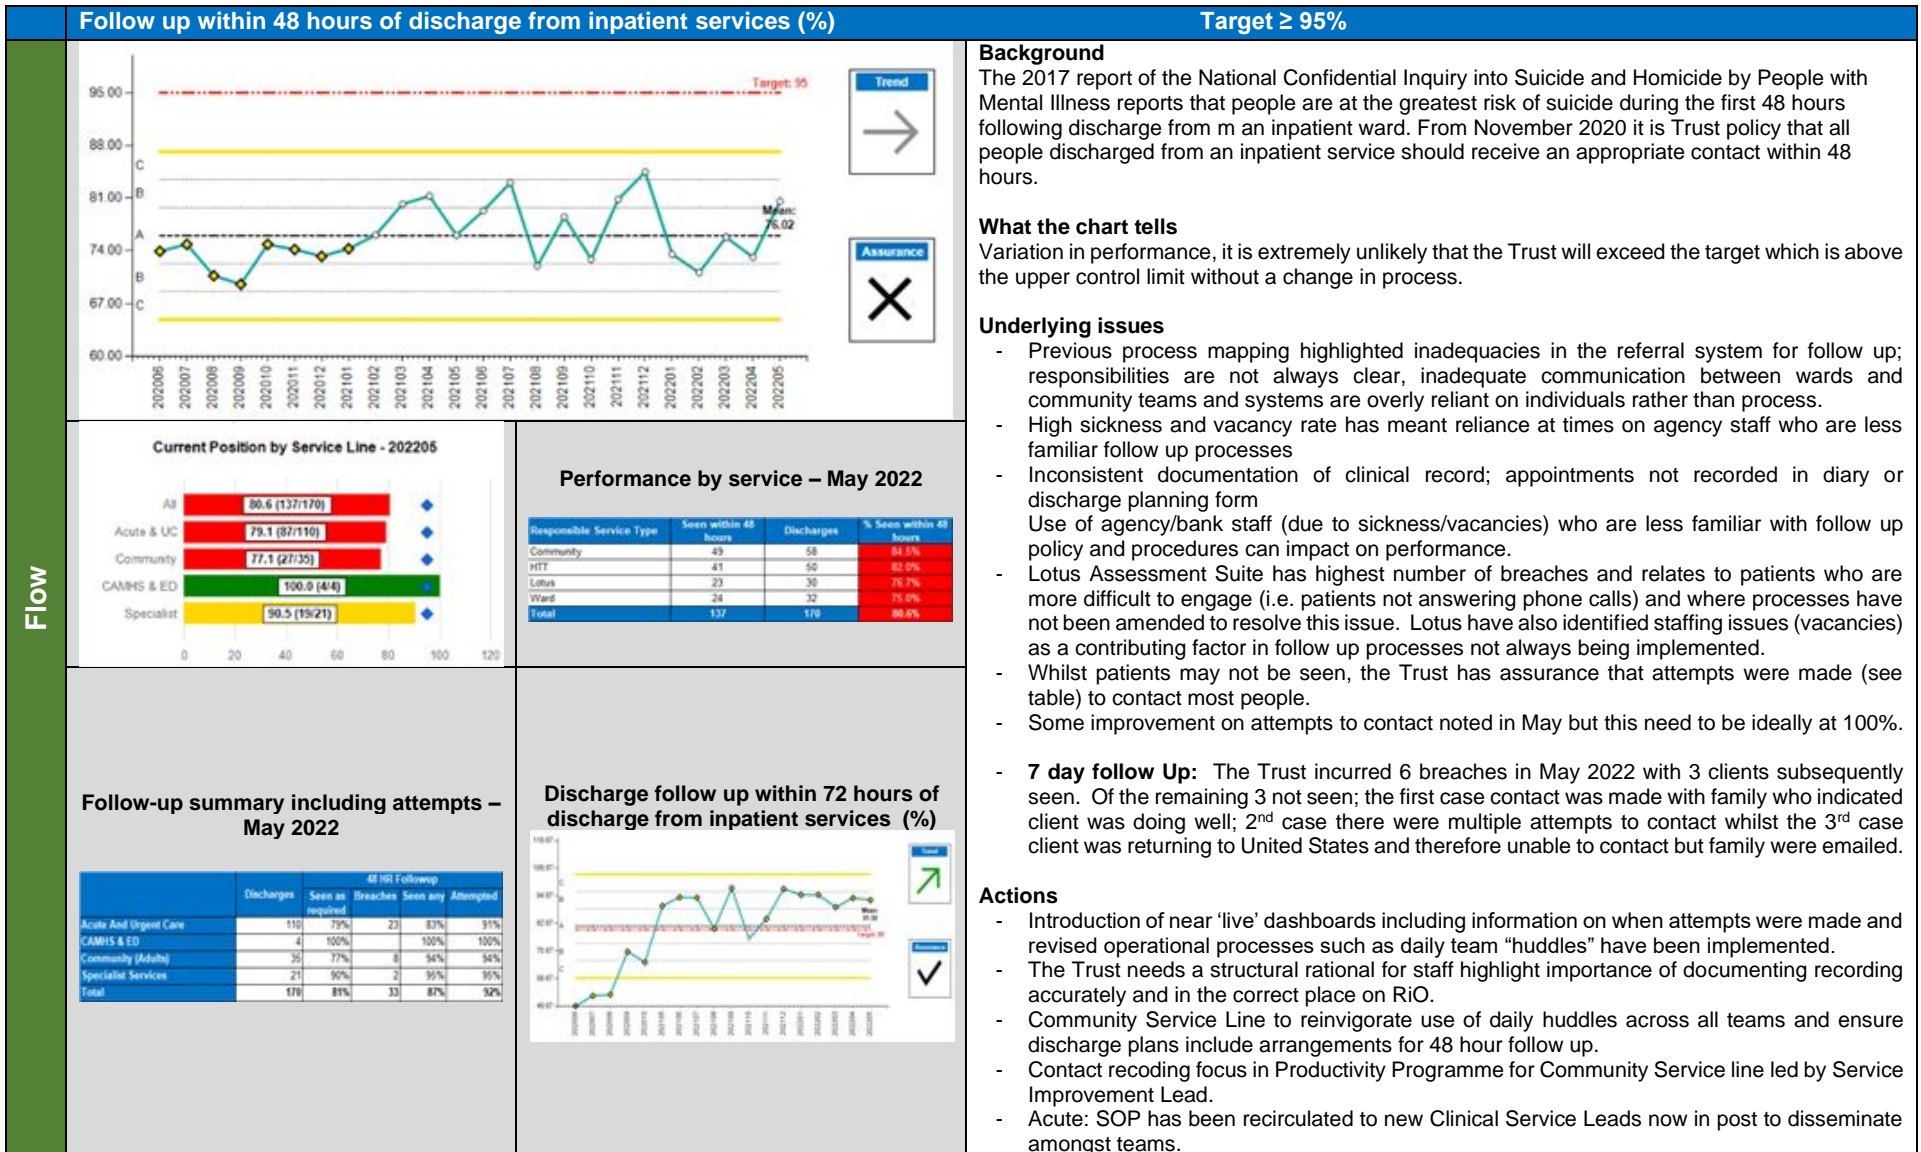 Follow up within 48 hours of discharge from inpatient services (%)
Target ≥ 95%
Flow
Target: 95
95.00
88.00
81.00
74.00
67.00
60.00
C
B
A
B
C
Mean:
76.02
202006
202007
202008
202009
202010
202011
202012
202101
202102
202103
202104
202105
202106
202107
202108
202109
202110
202111
202112
202201
202202
202203
202204
202205
Trend
Assurance
Current Position by Service Line - 202205
All
80.6 (137/170)
Acute & UC
79.1 (87/110)
Community
77.1 (27/35)
CAMHS & ED
100.0 (4/4)
Specialist
90.5 (19/21)
0 20 40 60 80 100 120
Performance by service – May 2022
Responsible Service Type Seen within 48 hours Discharges % Seen within 48 hours
Community 49 58 84.5%
HTT 41 50 82.0%
Lotus 23 30 76.7%
Ward 24 32 75.0%
Total 137 170 80.6%
Follow-up summary including attempts –
May 2022
48 HR Followup
Discharges Seen as required Breaches Seen any Attempted
Acute And Urgent Care 110 79% 23 83% 91%
CAMHS & ED 4 100% 100% 100%
Community (Adults) 35 77% 8 94% 94%
Specialist Services 21 90% 2 95% 95%
Total 170 81% 33 87% 92%
Discharge follow up within 72 hours of
discharge from inpatient services (%)
Trend
Assurance
Background
The 2017 report of the National Confidential Inquiry into Suicide and Homicide by People with
Mental Illness reports that people are at the greatest risk of suicide during the first 48 hours
following discharge from m an inpatient ward. From November 2020 it is Trust policy that all
people discharged from an inpatient service should receive an appropriate contact within 48
hours.
What the chart tells
Variation in performance, it is extremely unlikely that the Trust will exceed the target which is above
the upper control limit without a change in process.
Underlying issues
- Previous process mapping highlighted inadequacies in the referral system for follow up;
responsibilities are not always clear, inadequate communication between wards and
community teams and systems are overly reliant on individuals rather than process.
- High sickness and vacancy rate has meant reliance at times on agency staff who are less
familiar follow up processes
- Inconsistent documentation of clinical record; appointments not recorded in diary or
discharge planning form
Use of agency/bank staff (due to sickness/vacancies) who are less familiar with follow up
policy and procedures can impact on performance.
- Lotus Assessment Suite has highest number of breaches and relates to patients who are
more difficult to engage (i.e. patients not answering phone calls) and where processes have
not been amended to resolve this issue. Lotus have also identified staffing issues (vacancies)
as a contributing factor in follow up processes not always being implemented.
- Whilst patients may not be seen, the Trust has assurance that attempts were made (see
table) to contact most people.
- Some improvement on attempts to contact noted in May but this need to be ideally at 100%.
- 7 day follow Up: The Trust incurred 6 breaches in May 2022 with 3 clients subsequently
seen. Of the remaining 3 not seen; the first case contact was made with family who indicated
client was doing well; 2nd case there were multiple attempts to contact whilst the 3rd case
client was returning to United States and therefore unable to contact but family were emailed.
Actions
- Introduction of near ‘live’ dashboards including information on when attempts were made and
revised operational processes such as daily team “huddles” have been implemented.
- The Trust needs a structural rational for staff highlight importance of documenting recording
accurately and in the correct place on RiO.
- Community Service Line to reinvigorate use of daily huddles across all teams and ensure
discharge plans include arrangements for 48 hour follow up.
- Contact recoding focus in Productivity Programme for Community Service line led by Service
Improvement Lead.
- Acute: SOP has been recirculated to new Clinical Service Leads now in post to disseminate
amongst teams.